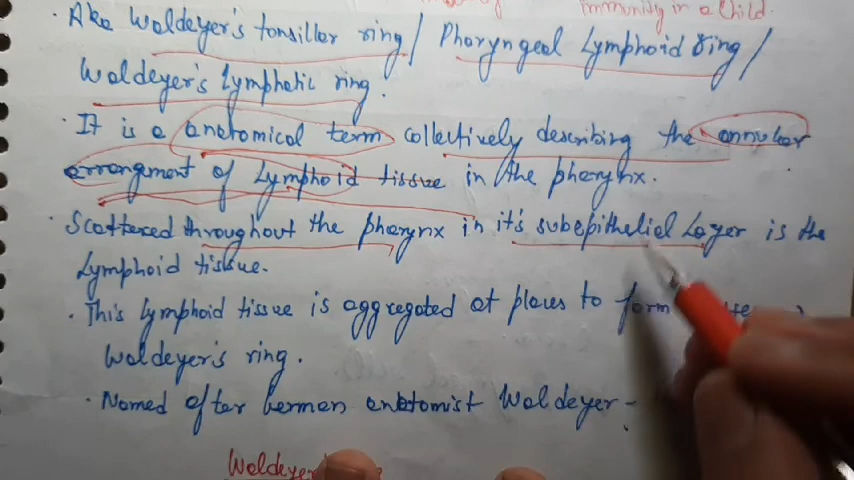 immunity in a Child.
• Aka Waldeyer's tonsillar ring / Pharyngeal Lymphoid ring /
Waldeyer's Lymphatic ring.
• It is a anatomical term collectively describing the annular
arrangement of Lymphoid tissue in the pharynx.
• Scattered throughout the pharynx in it's subepithelial Layer is the
Lymphoid tissue.
• This Lymphoid tissue is aggregated at places to form
Waldeyer's ring.
• Named after German anatomist Waldeyer -
Waldeyer's